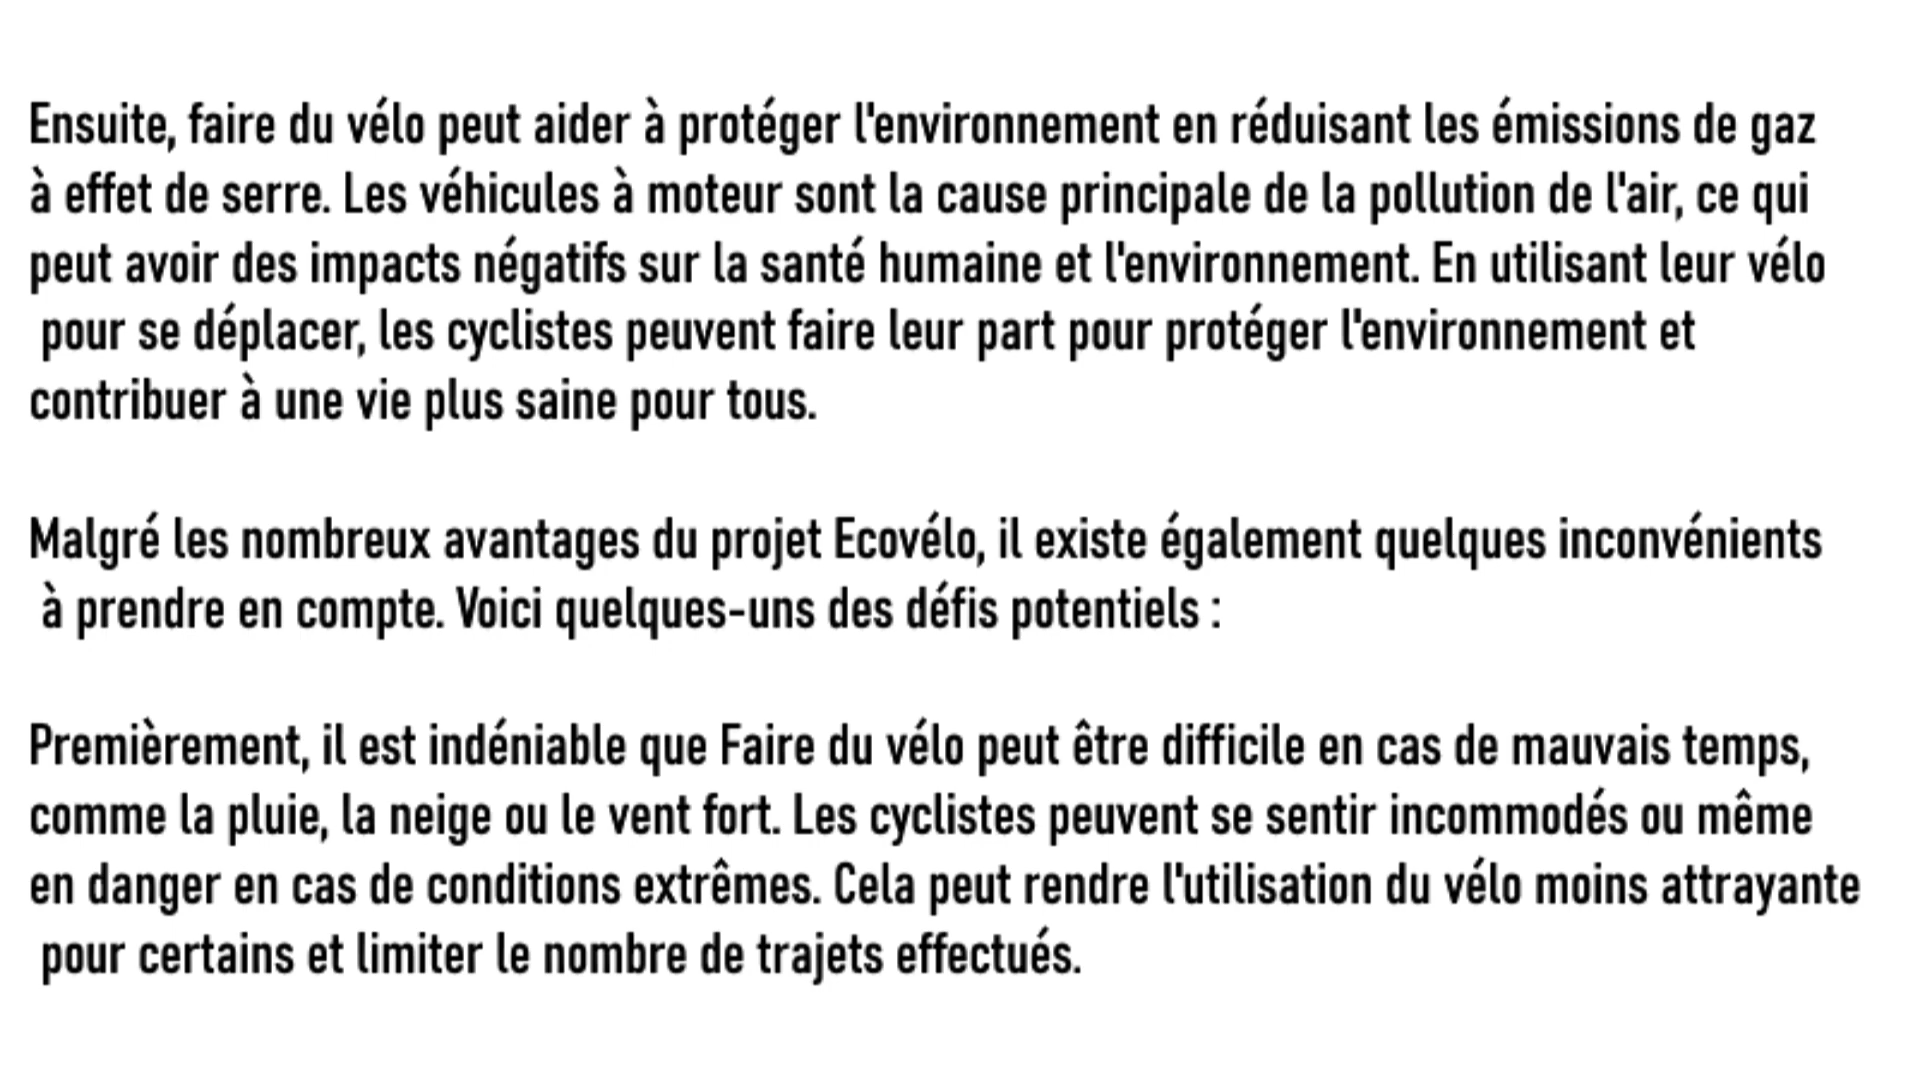 Ensuite, faire du vélo peut aider à protéger l'environnement en réduisant les émissions de gaz
à effet de serre. Les véhicules à moteur sont la cause principale de la pollution de l'air, ce qui
peut avoir des impacts négatifs sur la santé humaine et l'environnement. En utilisant leur vélo
pour se déplacer, les cyclistes peuvent faire leur part pour protéger l'environnement et
contribuer à une vie plus saine pour tous.
Malgré les nombreux avantages du projet Ecovélo, il existe également quelques inconvénients
à prendre en compte. Voici quelques-uns des défis potentiels :
Premièrement, il est indéniable que Faire du vélo peut être difficile en cas de mauvais temps,
comme la pluie, la neige ou le vent fort. Les cyclistes peuvent se sentir incommodés ou même
en danger en cas de conditions extrêmes. Cela peut rendre l'utilisation du vélo moins attrayante
pour certains et limiter le nombre de trajets effectués.